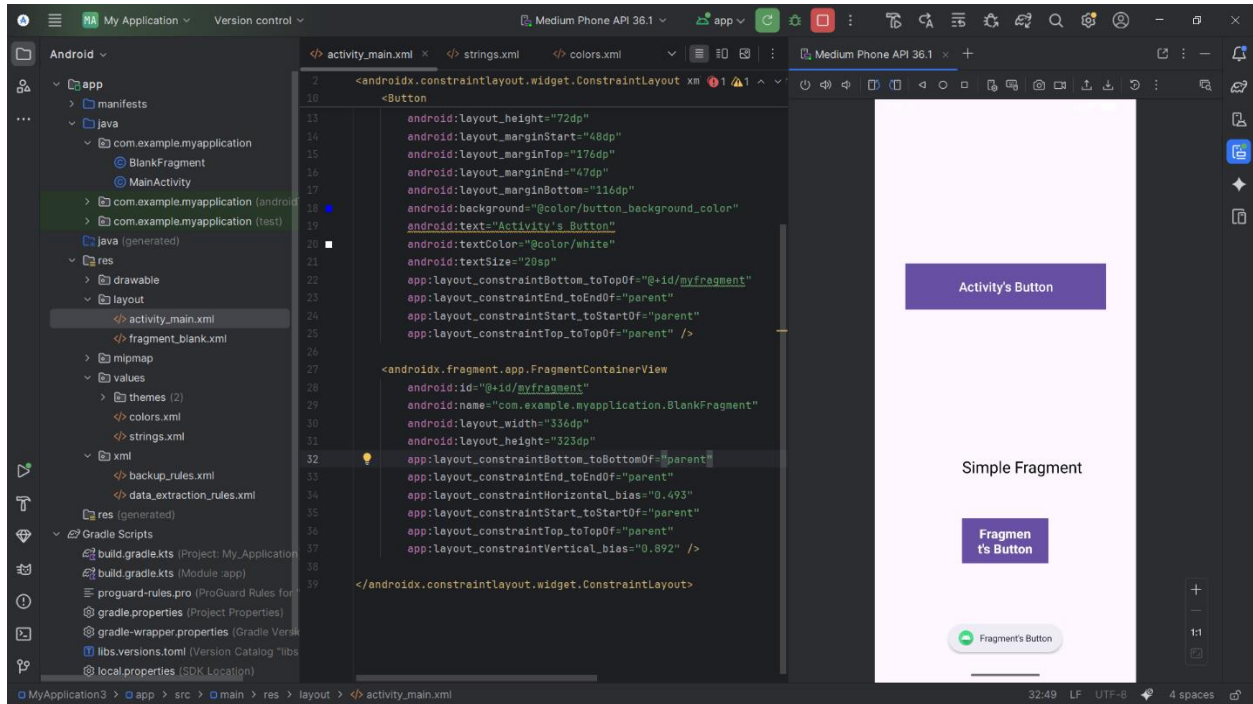 MA My Application
Version control
Medium Phone API 36.1
app
Android
app
manifests
java
com.example.myapplication
BlankFragment
MainActivity
com.example.myapplication (android
com.example.myapplication (test)
java (generated)
res
drawable
layout
activity_main.xml
fragment_blank.xml
mipmap
values
themes (2)
colors.xml
strings.xml
xml
backup_rules.xml
data_extraction_rules.xml
res (generated)
Gradle Scripts
build.gradle.kts (Project: My_Application
build.gradle.kts (Module :app)
proguard-rules.pro (ProGuard Rules for
gradle.properties (Project Properties)
gradle-wrapper.properties (Gradle Versi
libs.versions.toml (Version Catalog "libs
local.properties (SDK Location)
activity_main.xml
strings.xml
colors.xml
2 <androidx.constraintlayout.widget.ConstraintLayout xm 1 1
10 <Button
13 android:layout_height="72dp"
14 android:layout_marginStart="48dp"
15 android:layout_marginTop="176dp"
16 android:layout_marginEnd="47dp"
17 android:layout_marginBottom="116dp"
18 android:background="@color/button_background_color"
19 android:text="Activity's Button"
20 android:textColor="@color/white"
21 android:textSize="20sp"
22 app:layout_constraintBottom_toTopOf="@+id/myfragment"
23 app:layout_constraintEnd_toEndOf="parent"
24 app:layout_constraintStart_toStartOf="parent"
25 app:layout_constraintTop_toTopOf="parent" />
26
27 <androidx.fragment.app.FragmentContainerView
28 android:id="@+id/myfragment"
29 android:name="com.example.myapplication.BlankFragment"
30 android:layout_width="336dp"
31 android:layout_height="323dp"
32 app:layout_constraintBottom_toBottomOf="parent"
33 app:layout_constraintEnd_toEndOf="parent"
34 app:layout_constraintHorizontal_bias="0.493"
35 app:layout_constraintStart_toStartOf="parent"
36 app:layout_constraintTop_toTopOf="parent"
37 app:layout_constraintVertical_bias="0.892" />
38
39 </androidx.constraintlayout.widget.ConstraintLayout>
Medium Phone API 36.1
Activity's Button
Simple Fragment
Fragmen
t's Button
Fragment's Button
1:1
MyApplication3 > app > src > main > res > layout > activity_main.xml
32:49 LF UTF-8 4 spaces